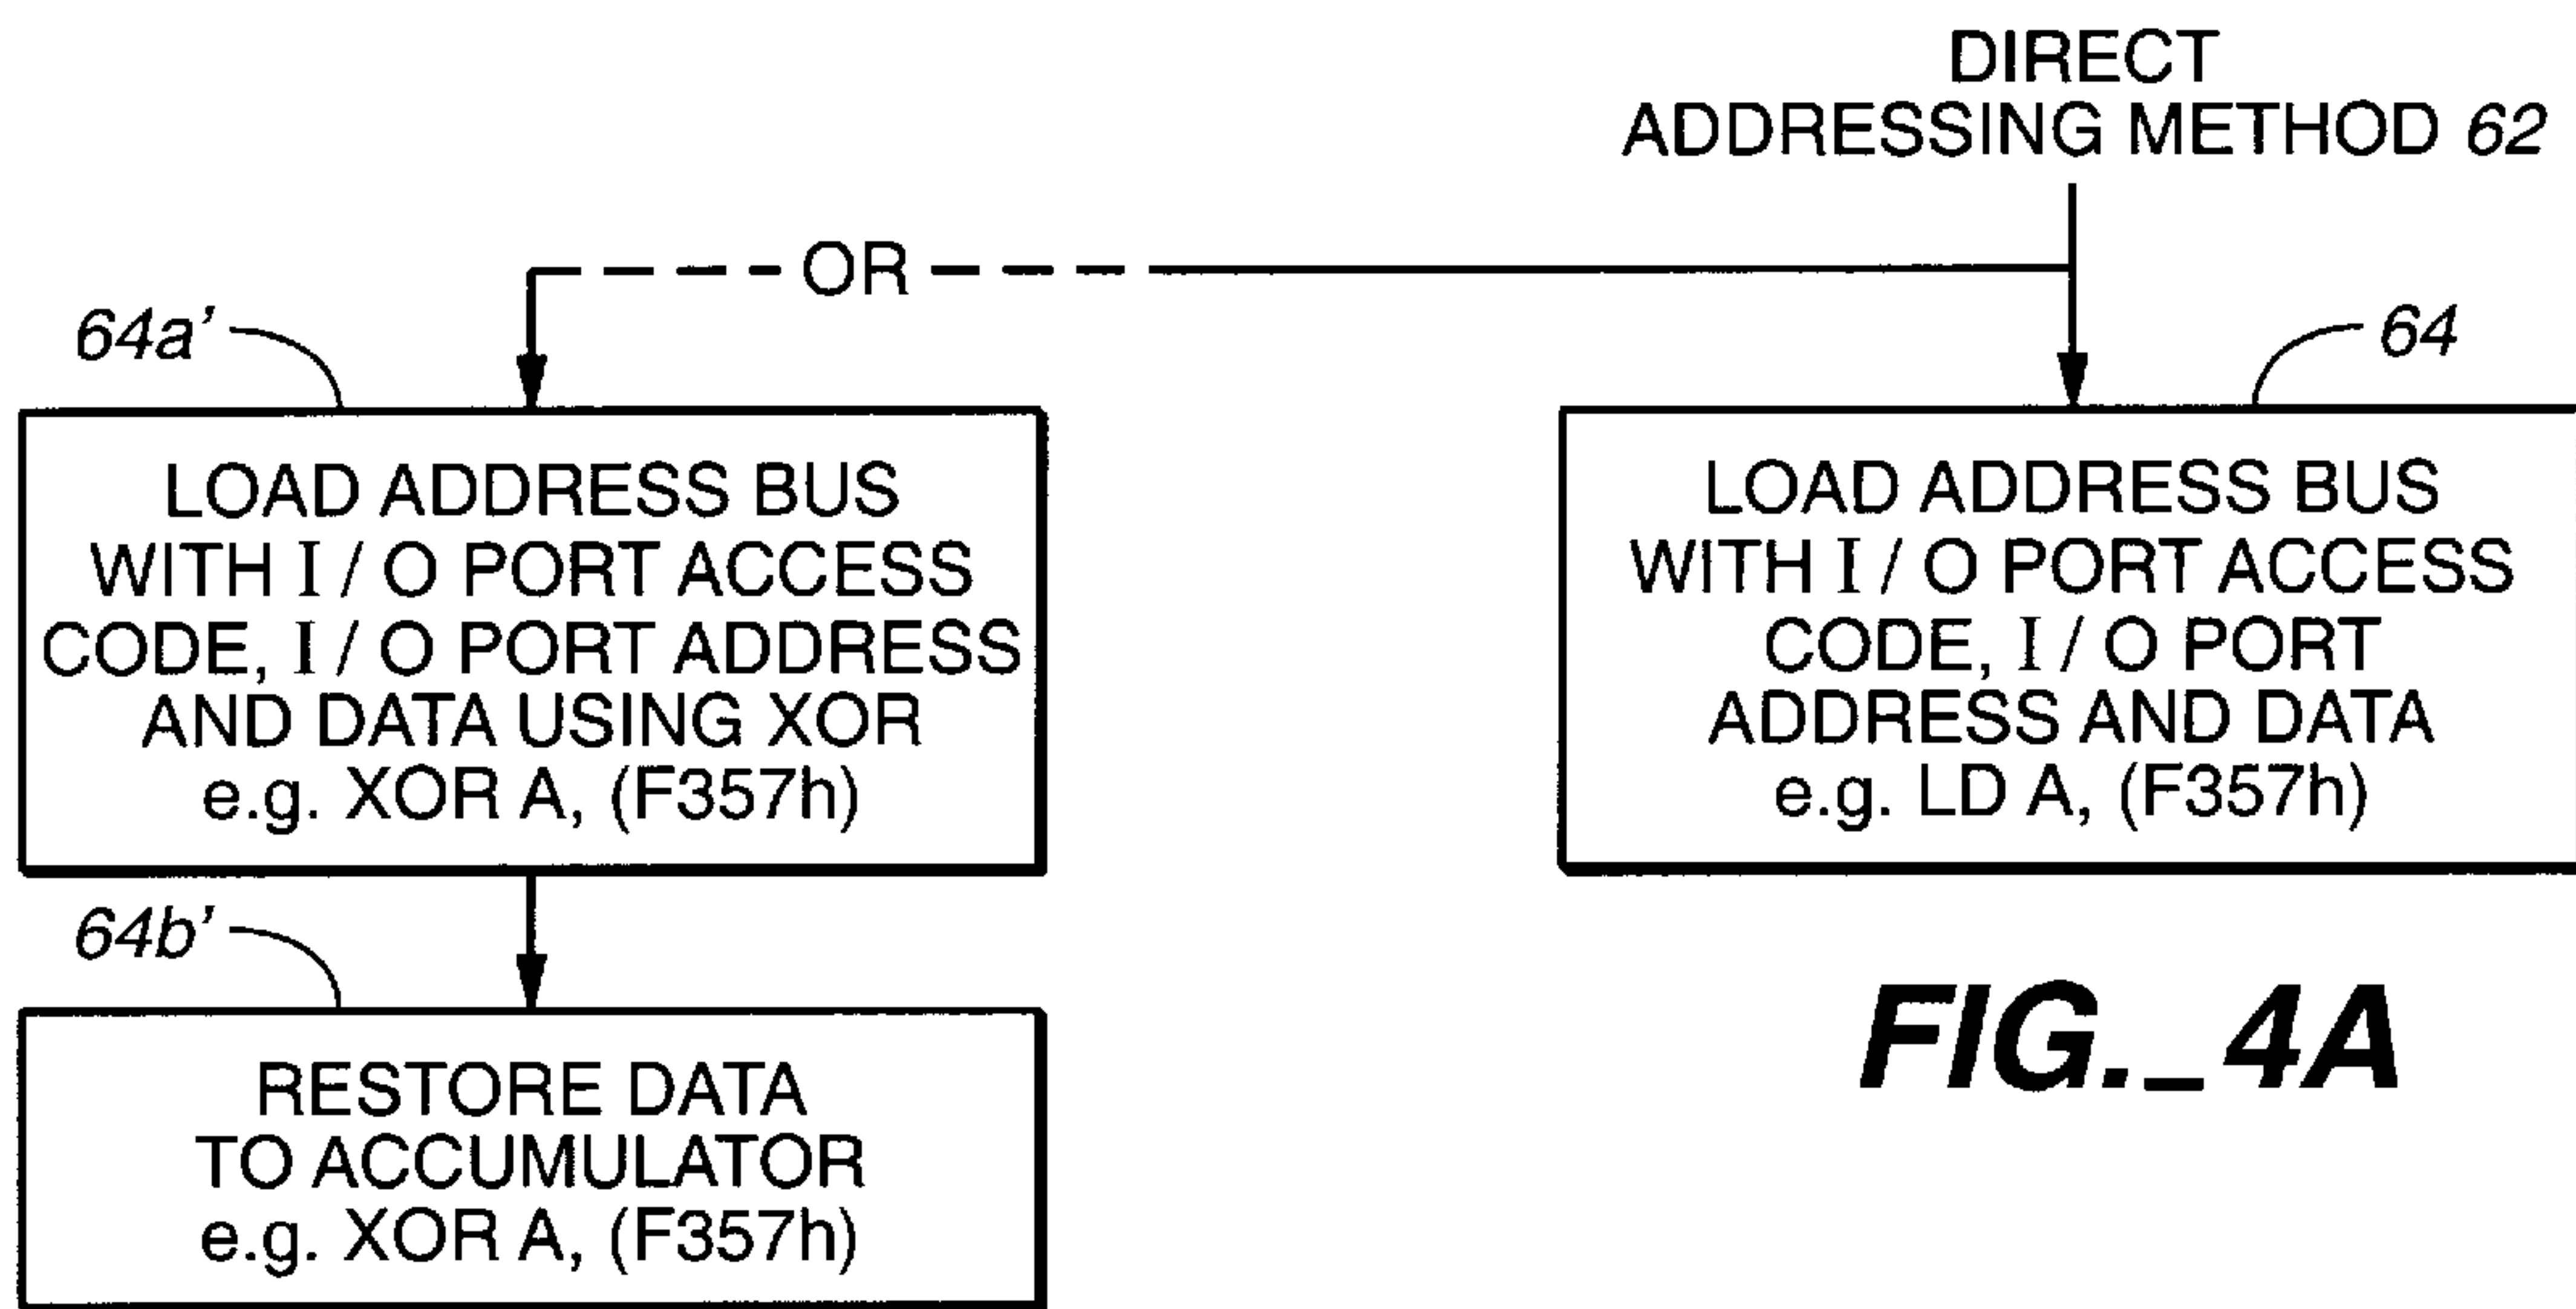 DIRECT
ADDRESSING METHOD 62
OR
64a’
64
LOAD ADDRESS BUS
WITH I / O PORT ACCESS
CODE, I / O PORT ADDRESS
AND DATA USING XOR
e.g. XOR A, (F357h)
LOAD ADDRESS BUS
WITH I / O PORT ACCESS
CODE, I / O PORT
ADDRESS AND DATA
e.g. LD A, (F357h)
64b’
RESTORE DATA
TO ACCUMULATOR
e.g. XOR A, (F357h)
FIG._4A